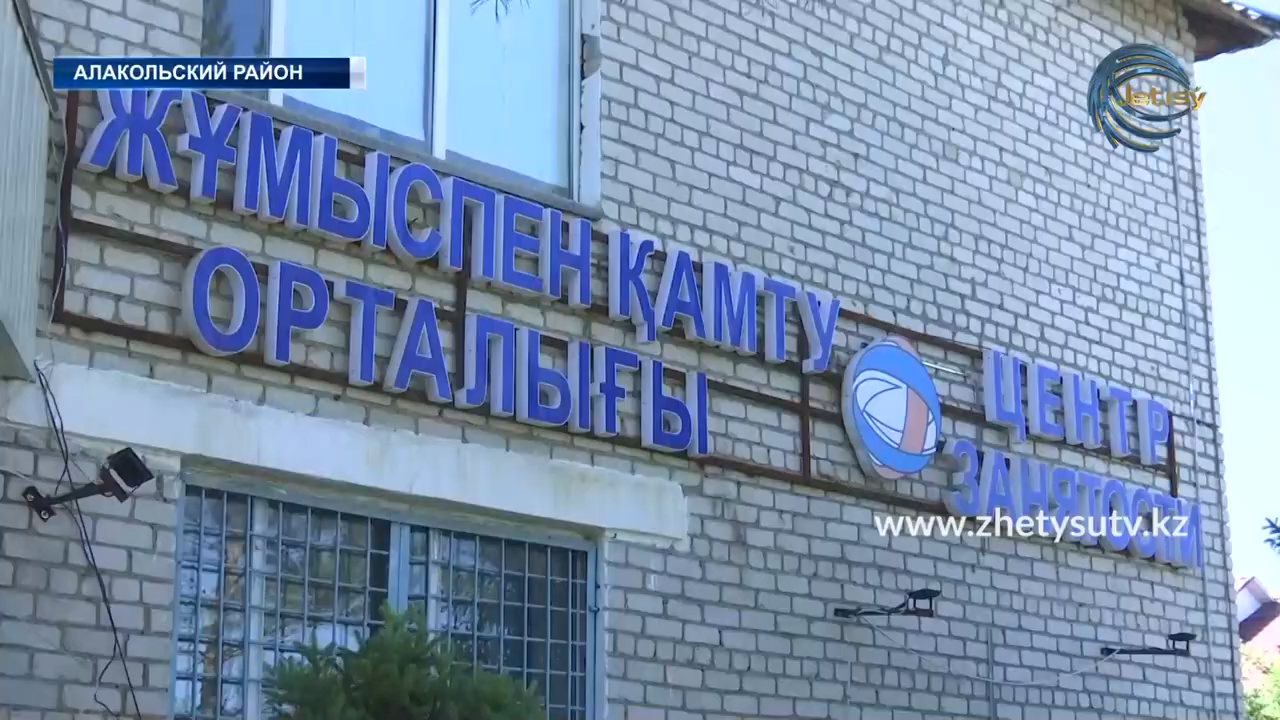 АЛАКОЛЬСКИЙ РАЙОН
Jetisý
ЖҰМЫСПЕН ҚАМТУ
ОРТАЛЫҒЫ
ЦЕНТР
ЗАНЯТОСТИ
www.zhetysutv.kz